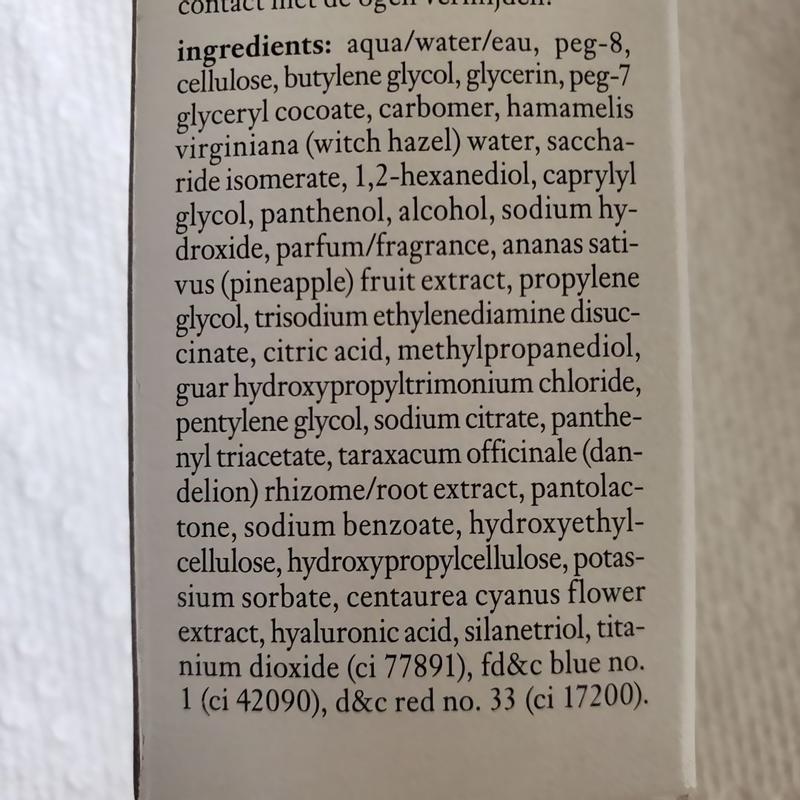 contact met de ogen vermijden.
ingredients: aqua/water/eau, peg-8,
cellulose, butylene glycol, glycerin, peg-7
glyceryl cocoate, carbomer, hamamelis
virginiana (witch hazel) water, saccha-
ride isomerate, 1,2-hexanediol, caprylyl
glycol, panthenol, alcohol, sodium hy-
droxide, parfum/fragrance, ananas sati-
vus (pineapple) fruit extract, propylene
glycol, trisodium ethylenediamine disuc-
cinate, citric acid, methylpropanediol,
guar hydroxypropyltrimonium chloride,
pentylene glycol, sodium citrate, panthe-
nyl triacetate, taraxacum officinale (dan-
delion) rhizome/root extract, pantolac-
tone, sodium benzoate, hydroxyethyl-
cellulose, hydroxypropylcellulose, potas-
sium sorbate, centaurea cyanus flower
extract, hyaluronic acid, silanetriol, tita-
nium dioxide (ci 77891), fd&c blue no.
1 (ci 42090), d&c red no. 33 (ci 17200).